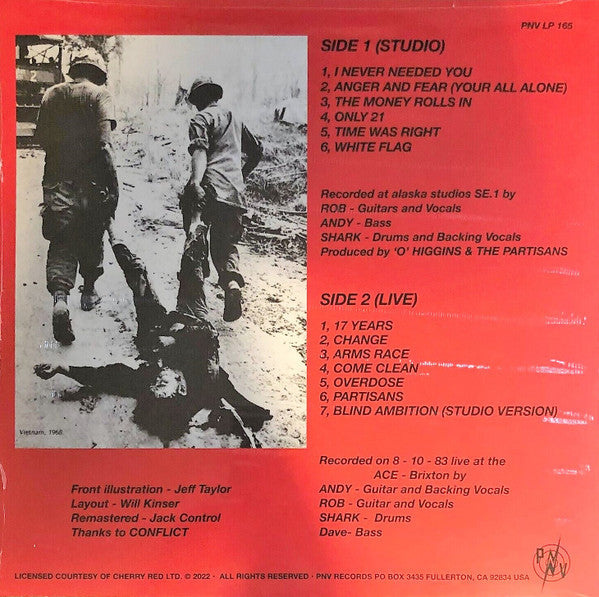 PNV LP 165
SIDE 1 (STUDIO)
1, I NEVER NEEDED YOU
2, ANGER AND FEAR (YOUR ALL ALONE)
3, THE MONEY ROLLS IN
4, ONLY 21
5, TIME WAS RIGHT
6, WHITE FLAG
Recorded at alaska studios SE.1 by
ROB - Guitars and Vocals
ANDY - Bass
SHARK - Drums and Backing Vocals
Produced by 'O' HIGGINS & THE PARTISANS
SIDE 2 (LIVE)
1, 17 YEARS
2, CHANGE
3, ARMS RACE
4, COME CLEAN
5, OVERDOSE
6, PARTISANS
7, BLIND AMBITION (STUDIO VERSION)
Vietnam, 1968
Recorded on 8 - 10 - 83 live at the
ACE - Brixton by
ANDY - Guitar and Backing Vocals
ROB - Guitar and Vocals
SHARK - Drums
Dave- Bass
Front illustration - Jeff Taylor
Layout - Will Kinser
Remastered - Jack Control
Thanks to CONFLICT
PNV
LICENSED COURTESY OF CHERRY RED LTD. © 2022 · ALL RIGHTS RESERVED · PNV RECORDS PO BOX 3435 FULLERTON, CA 92834 USA